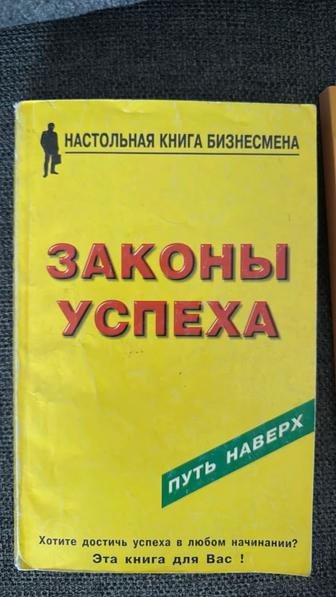 НАСТОЛЬНАЯ КНИГА БИЗНЕСМЕНА
ЗАКОНЫ
УСПЕХА
ПУТЬ НАВЕРХ
Хотите достичь успеха в любом начинании?
Эта книга для Вас !